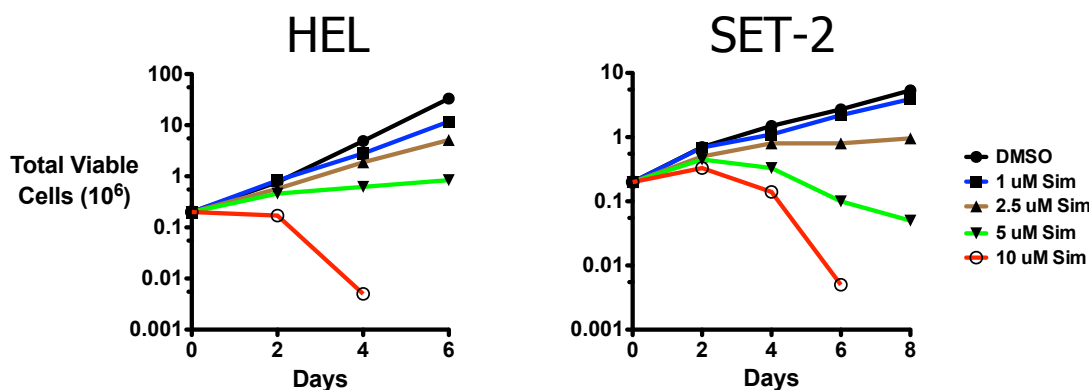 HEL
SET-2
Total Viable
Cells (10⁶)
100
10
1
0.1
0.01
0.001
0
2
4
6
Days
10
1
0.1
0.01
0.001
0
2
4
6
8
Days
DMSO
1 uM Sim
2.5 uM Sim
5 uM Sim
10 uM Sim